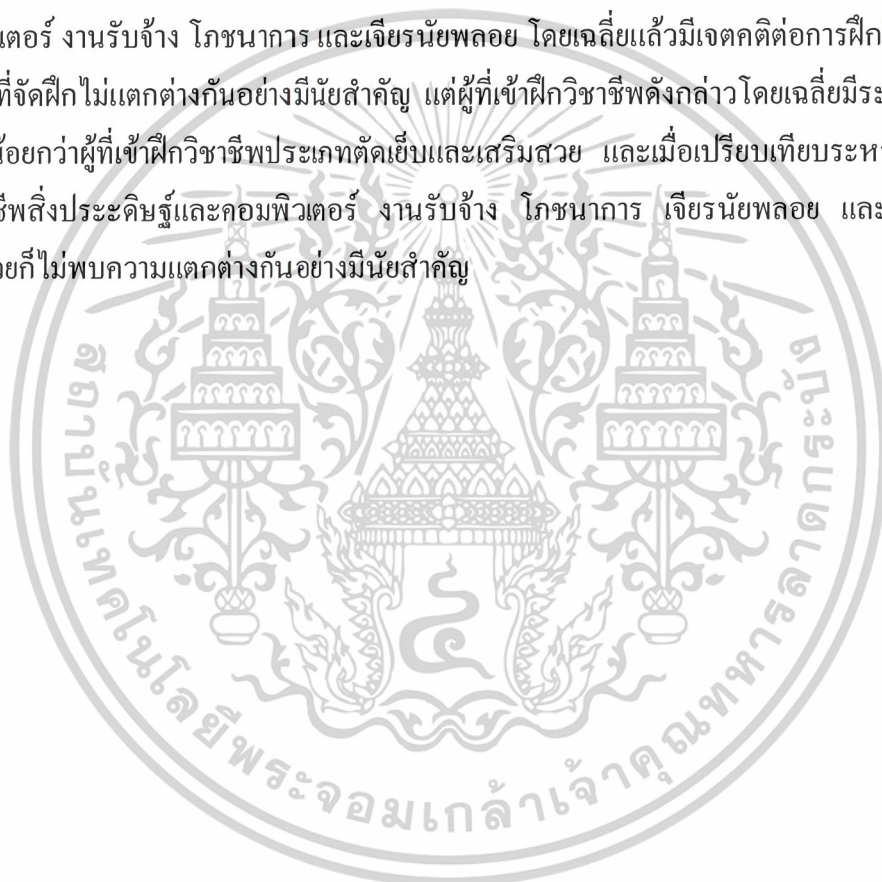 เตอร์ งานรับจ้าง โภชนาการ และเจียรนัยพลอย โดยเฉลี่ยแล้วมีเจตคติต่อการฝึก
ที่จัดฝึกไม่แตกต่างกันอย่างมีนัยสำคัญ แต่ผู้ที่เข้าฝึกวิชาชีพดังกล่าวโดยเฉลี่ยมีระ
น้อยกว่าผู้ที่เข้าฝึกวิชาชีพประเภทตัดเย็บและเสริมสวย และเมื่อเปรียบเทียบระห
ชีพสิ่งประะดิษฐ์และคอมพิวเตอร์ งานรับจ้าง โภชนาการ เจียรนัยพลอย และ
วยก็ไม่พบความแตกต่างกันอย่างมีนัยสำคัญ
สถาบันเทคโนโลยีพระจอมเกล้าเจ้าคุณทหารลาดกระบัง